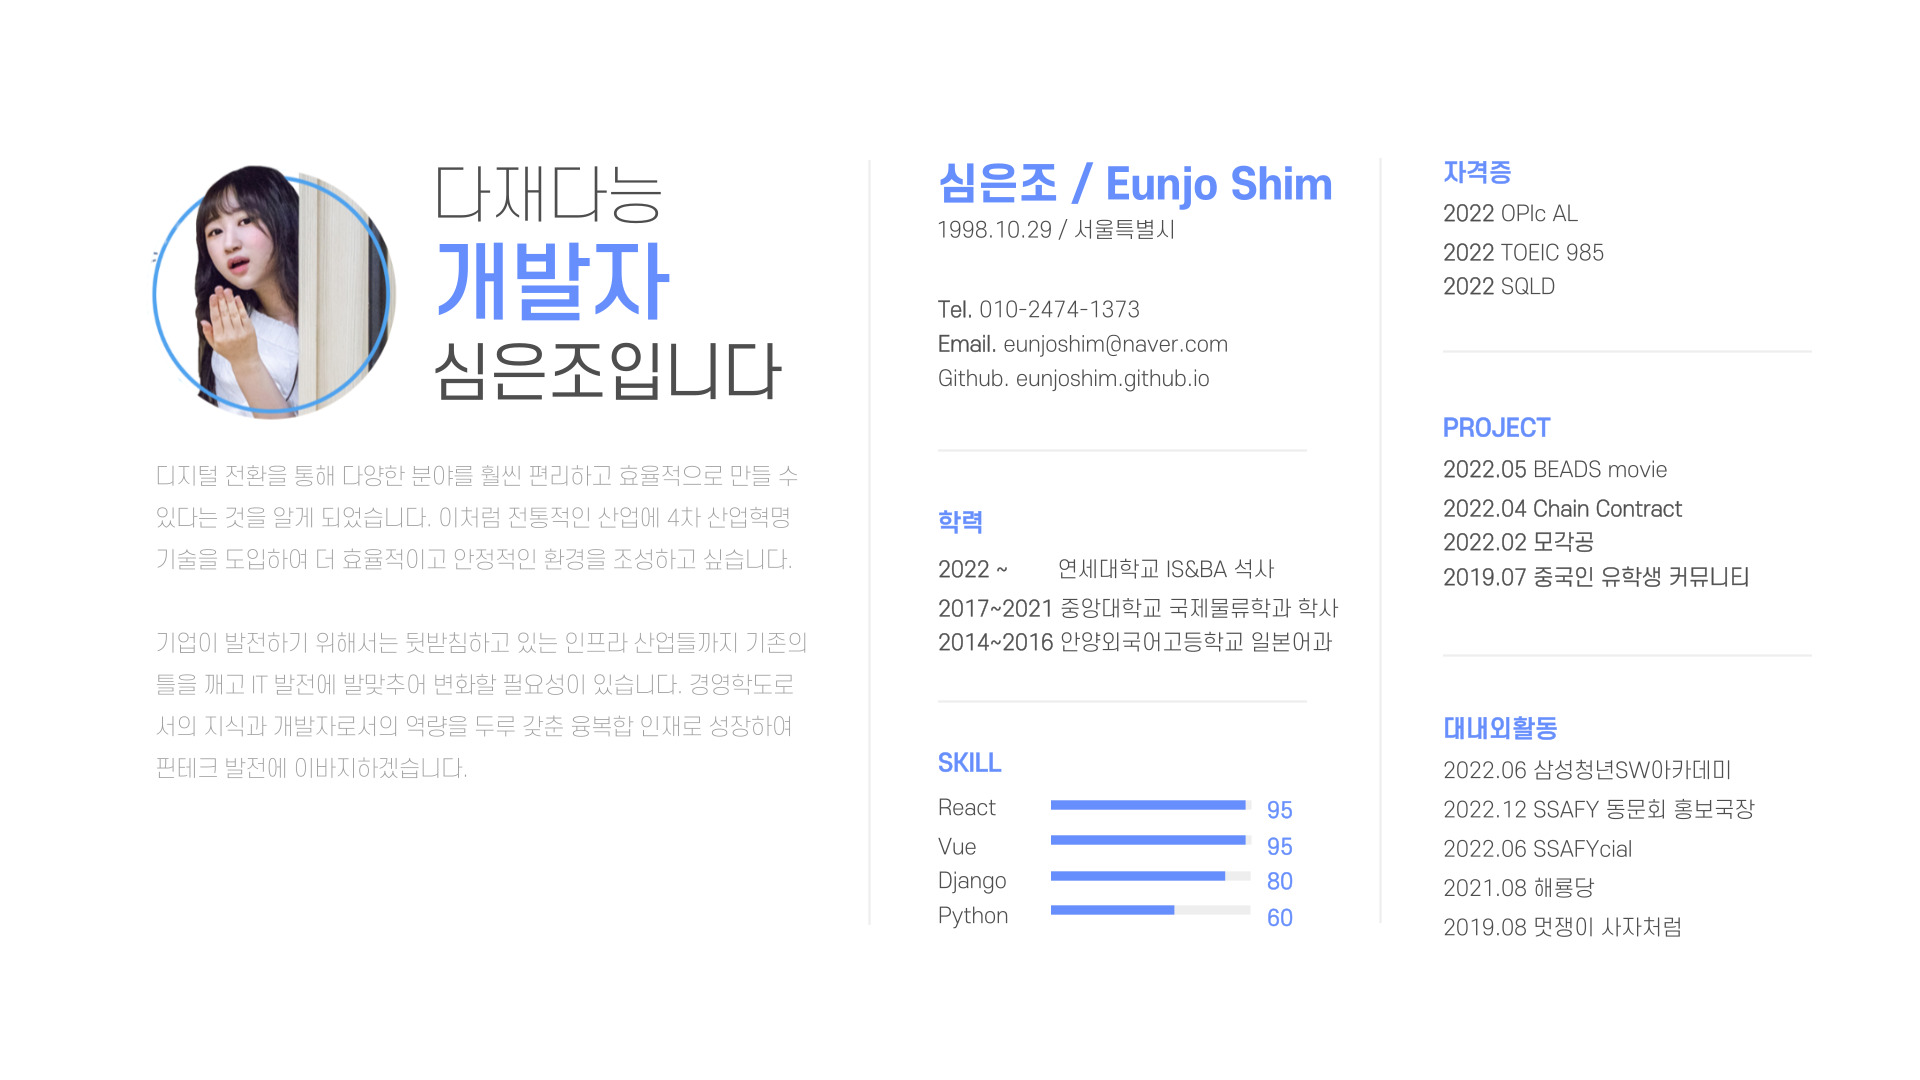 다재다능
개발자
심은조입니다
디지털 전환을 통해 다양한 분야를 훨씬 편리하고 효율적으로 만들 수
있다는 것을 알게 되었습니다. 이처럼 전통적인 산업에 4차 산업혁명
기술을 도입하여 더 효율적이고 안정적인 환경을 조성하고 싶습니다.
기업이 발전하기 위해서는 뒷받침하고 있는 인프라 산업들까지 기존의
틀을 깨고 IT 발전에 발맞추어 변화할 필요성이 있습니다. 경영학도로
서의 지식과 개발자로서의 역량을 두루 갖춘 융복합 인재로 성장하여
핀테크 발전에 이바지하겠습니다.
심은조 / Eunjo Shim
1998.10.29 / 서울특별시
Tel. 010-2474-1373
Email. eunjoshim@naver.com
Github. eunjoshim.github.io
학력
2022 ~ 연세대학교 IS&BA 석사
2017~2021 중앙대학교 국제물류학과 학사
2014~2016 안양외국어고등학교 일본어과
SKILL
React 95
Vue 95
Django 80
Python 60
자격증
2022 OPIc AL
2022 TOEIC 985
2022 SQLD
PROJECT
2022.05 BEADS movie
2022.04 Chain Contract
2022.02 모각공
2019.07 중국인 유학생 커뮤니티
대내외활동
2022.06 삼성청년SW아카데미
2022.12 SSAFY 동문회 홍보국장
2022.06 SSAFYcial
2021.08 해룡당
2019.08 멋쟁이 사자처럼